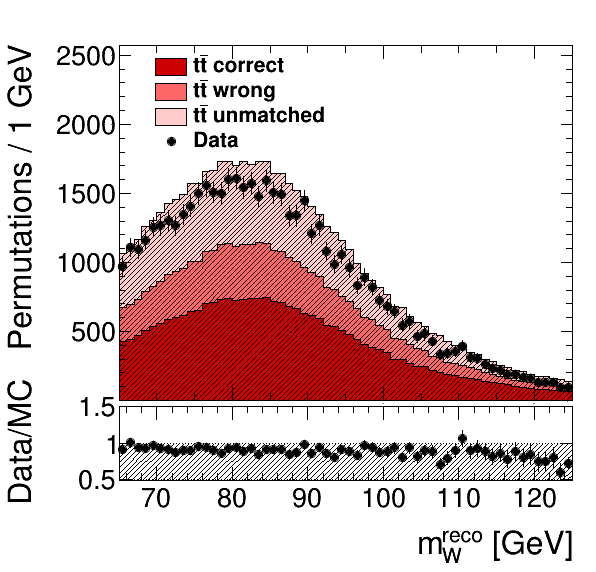 Permutations / 1 GeV
2500
2000
1500
1000
500
tt̄ correct
tt̄ wrong
tt̄ unmatched
Data
Data/MC
1.5
1
0.5
70 80 90 100 110 120
m_W^reco [GeV]